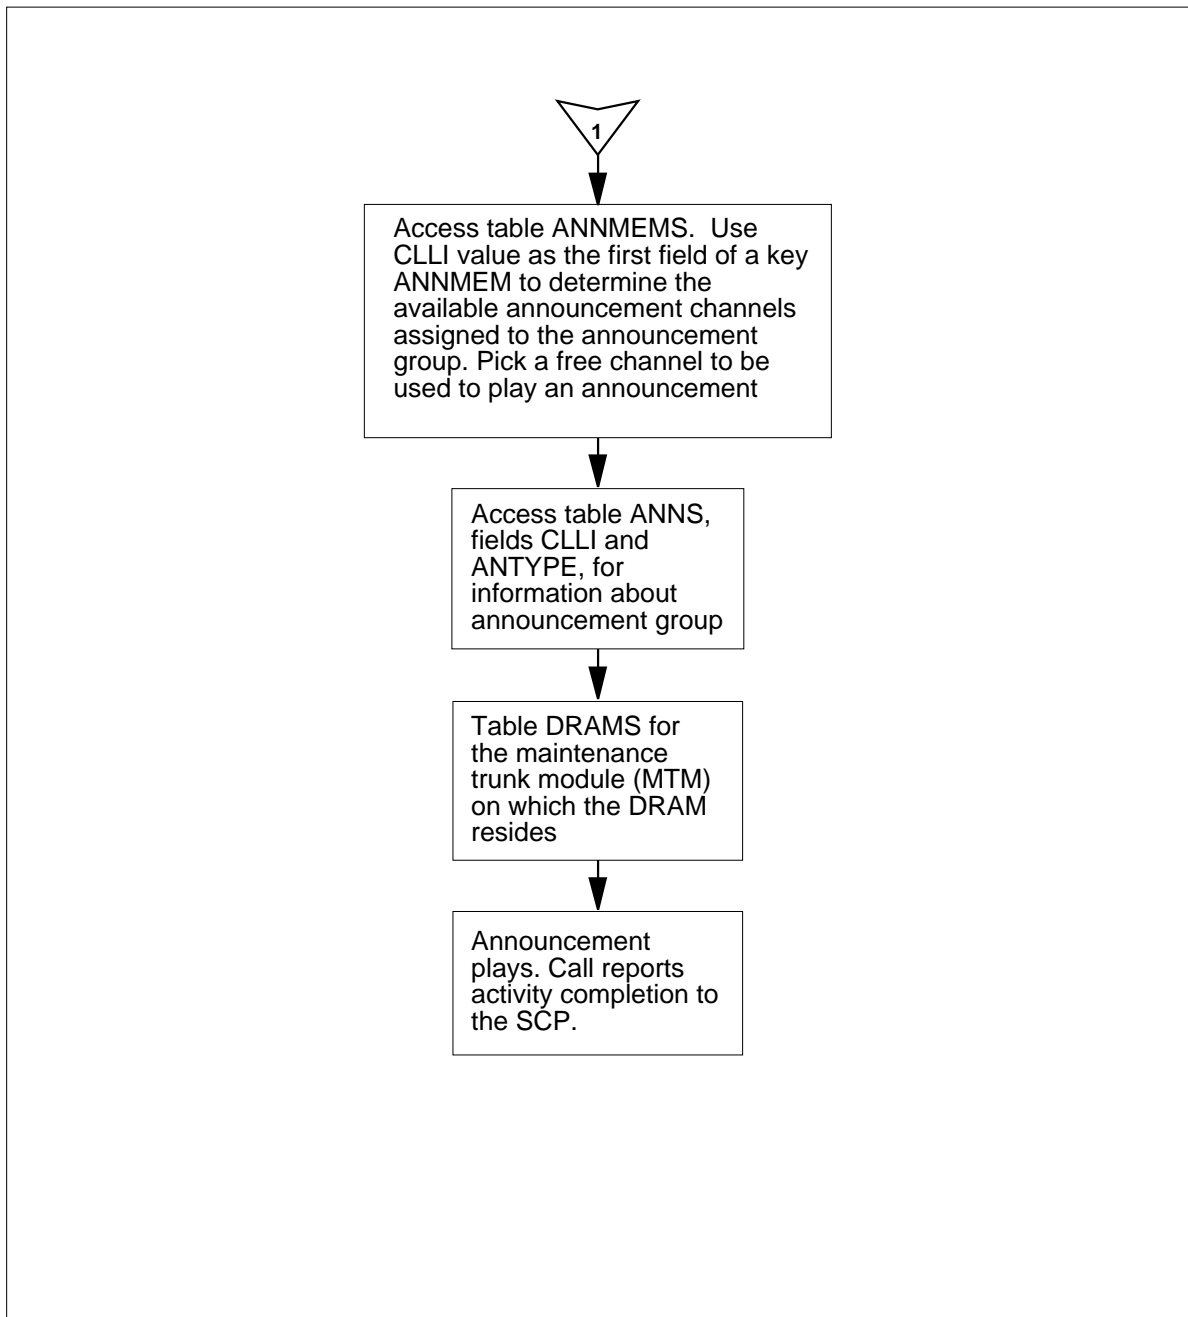 1
Access table ANNMEMS.  Use
CLLI value as the first field of a key
ANNMEM to determine the
available announcement channels
assigned to the announcement
group. Pick a free channel to be
used to play an announcement
Access table ANNS,
fields CLLI and
ANTYPE, for
information about
announcement group
Table DRAMS for
the maintenance
trunk module (MTM)
on which the DRAM
resides
Announcement
plays. Call reports
activity completion to
the SCP.